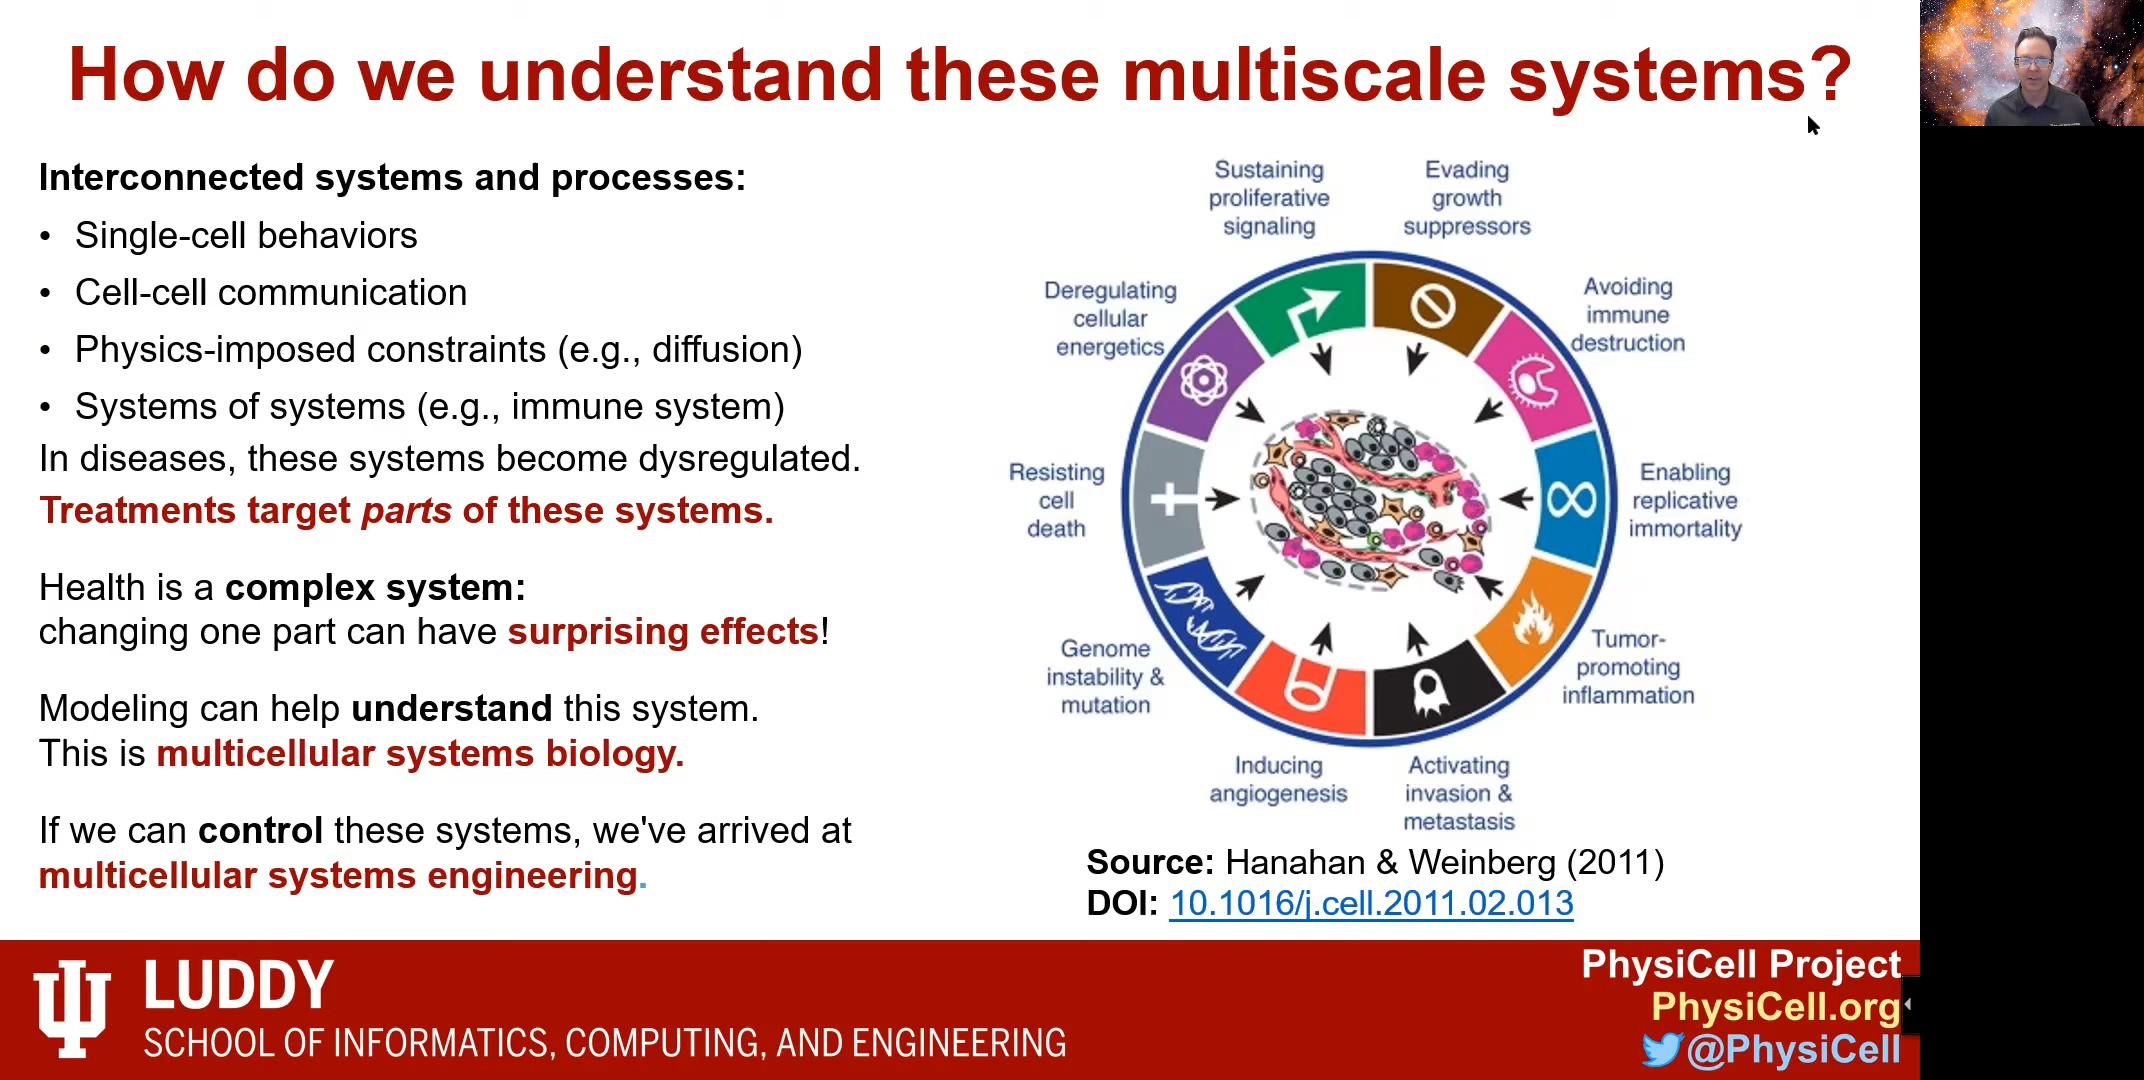 How do we understand these multiscale systems?
Interconnected systems and processes:
• Single-cell behaviors
• Cell-cell communication
• Physics-imposed constraints (e.g., diffusion)
• Systems of systems (e.g., immune system)
In diseases, these systems become dysregulated.
Treatments target parts of these systems.
Health is a complex system:
changing one part can have surprising effects!
Modeling can help understand this system.
This is multicellular systems biology.
If we can control these systems, we've arrived at
multicellular systems engineering.
Sustaining
proliferative
signaling
Evading
growth
suppressors
Avoiding
immune
destruction
Enabling
replicative
immortality
Tumor-
promoting
inflammation
Activating
invasion &
metastasis
Inducing
angiogenesis
Genome
instability &
mutation
Resisting
cell
death
Deregulating
cellular
energetics
Source: Hanahan & Weinberg (2011)
DOI: 10.1016/j.cell.2011.02.013
LUDDY
SCHOOL OF INFORMATICS, COMPUTING, AND ENGINEERING
PhysiCell Project
PhysiCell.org
@PhysiCell